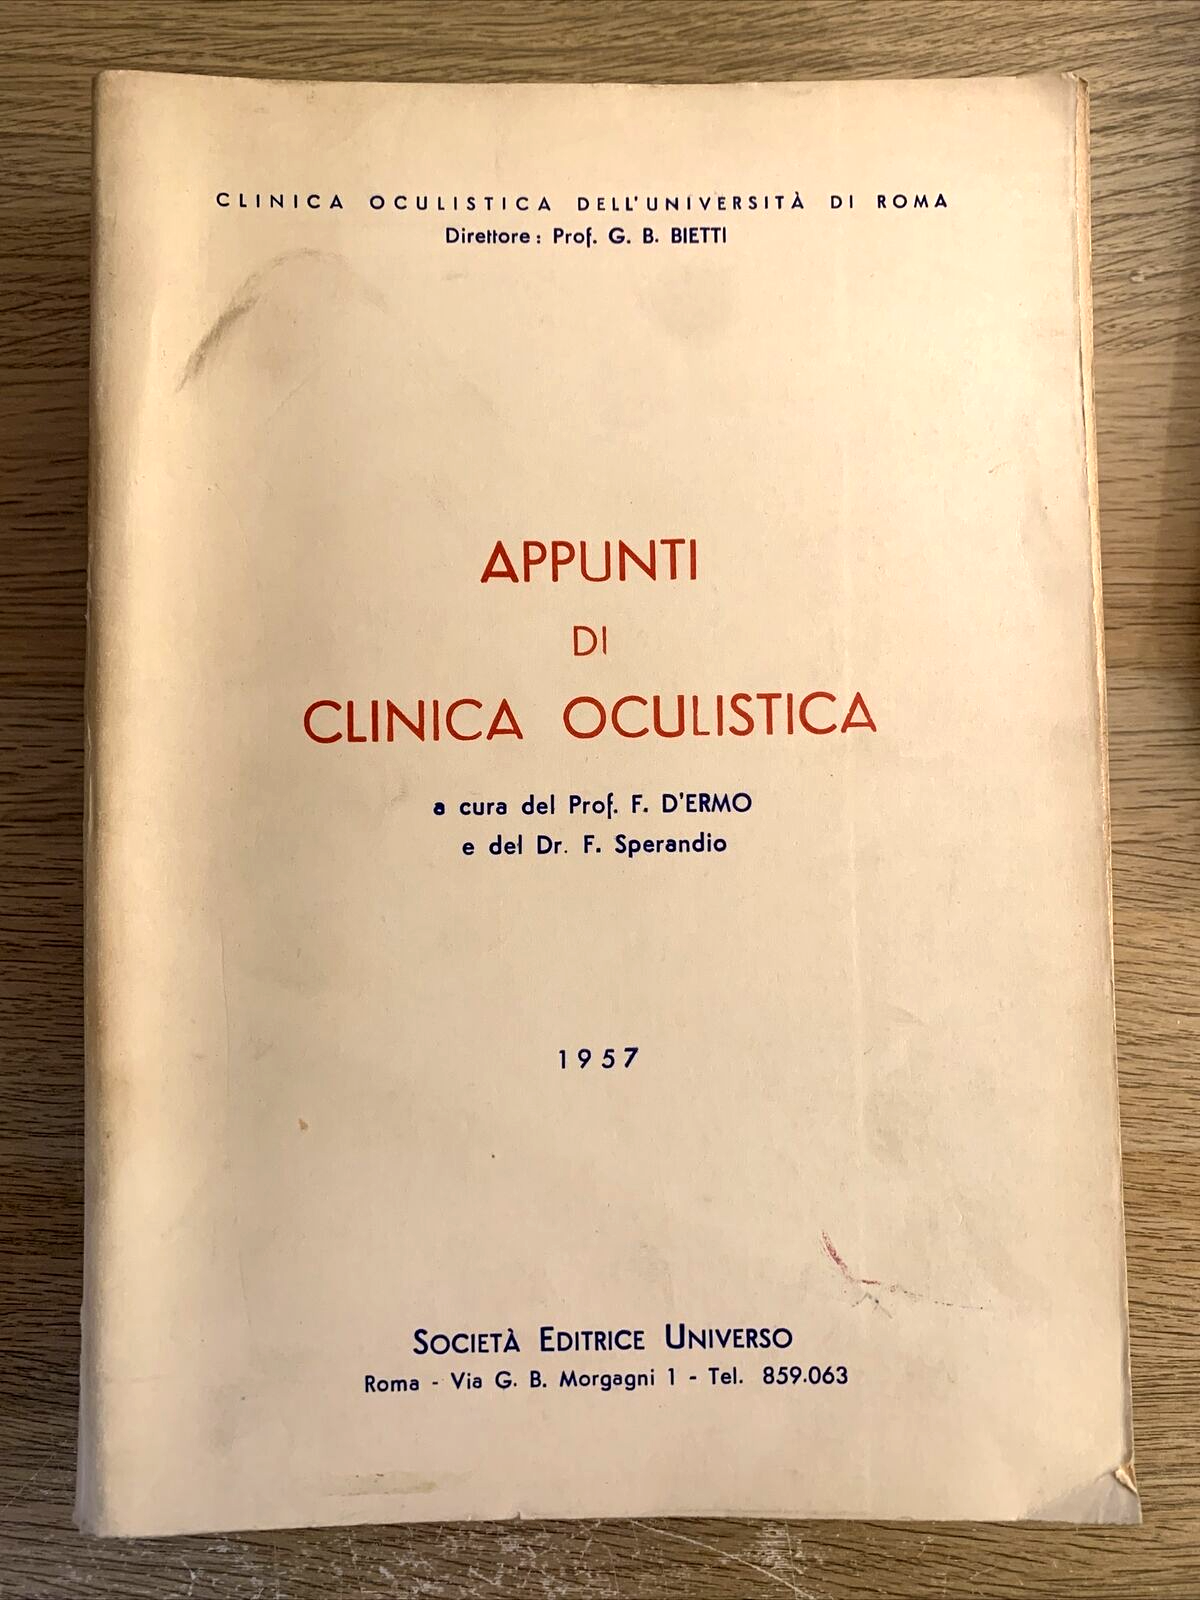 CLINICA OCULISTICA DELL'UNIVERSITÀ DI ROMA
Direttore: Prof. G. B. BIETTI
APPUNTI
DI
CLINICA OCULISTICA
a cura del Prof. F. D'ERMO
e del Dr. F. Sperandio
1957
SOCIETÀ EDITRICE UNIVERSO
Roma - Via G. B. Morgagni 1 - Tel. 859.063